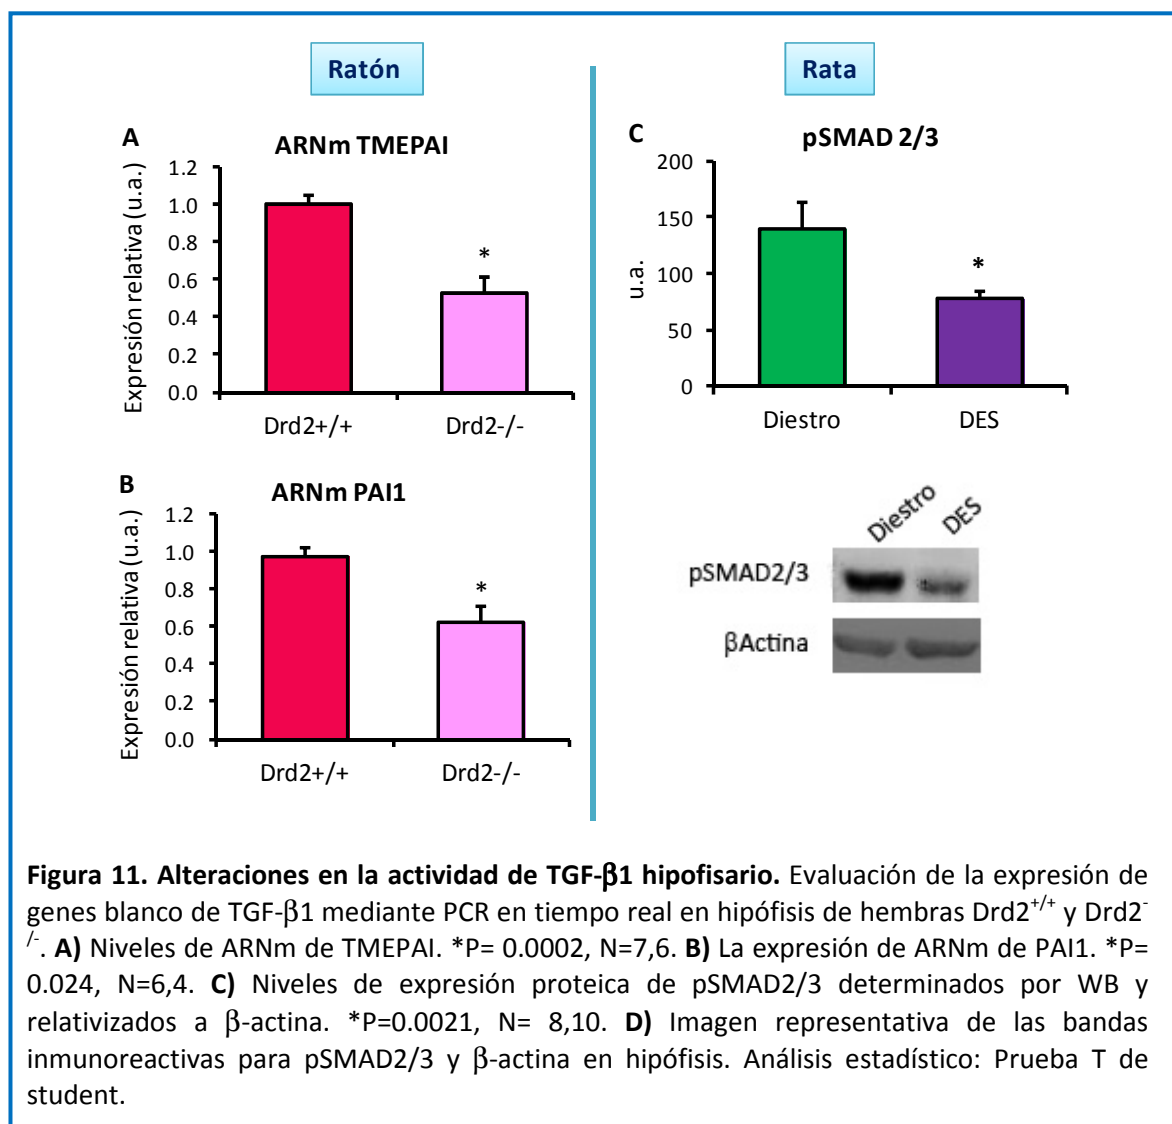 Ratón
Rata
A
ARNm TMEPAI
Expresión relativa (u.a.)
1.2
1.0
0.8
0.6
0.4
0.2
0.0
*
Drd2+/+
Drd2-/-
B
ARNm PAI1
Expresión relativa (u.a.)
1.2
1.0
0.8
0.6
0.4
0.2
0.0
*
Drd2+/+
Drd2-/-
C
pSMAD 2/3
u.a.
200
150
100
50
0
*
Diestro
DES
Diestro
DES
pSMAD2/3
βActina
Figura 11. Alteraciones en la actividad de TGF-β1 hipofisario. Evaluación de la expresión de
genes blanco de TGF-β1 mediante PCR en tiempo real en hipófisis de hembras Drd2+/+ y Drd2-
/-. A) Niveles de ARNm de TMEPAI. *P= 0.0002, N=7,6. B) La expresión de ARNm de PAI1. *P=
0.024, N=6,4. C) Niveles de expresión proteica de pSMAD2/3 determinados por WB y
relativizados a β-actina. *P=0.0021, N= 8,10. D) Imagen representativa de las bandas
inmunoreactivas para pSMAD2/3 y β-actina en hipófisis. Análisis estadístico: Prueba T de
student.